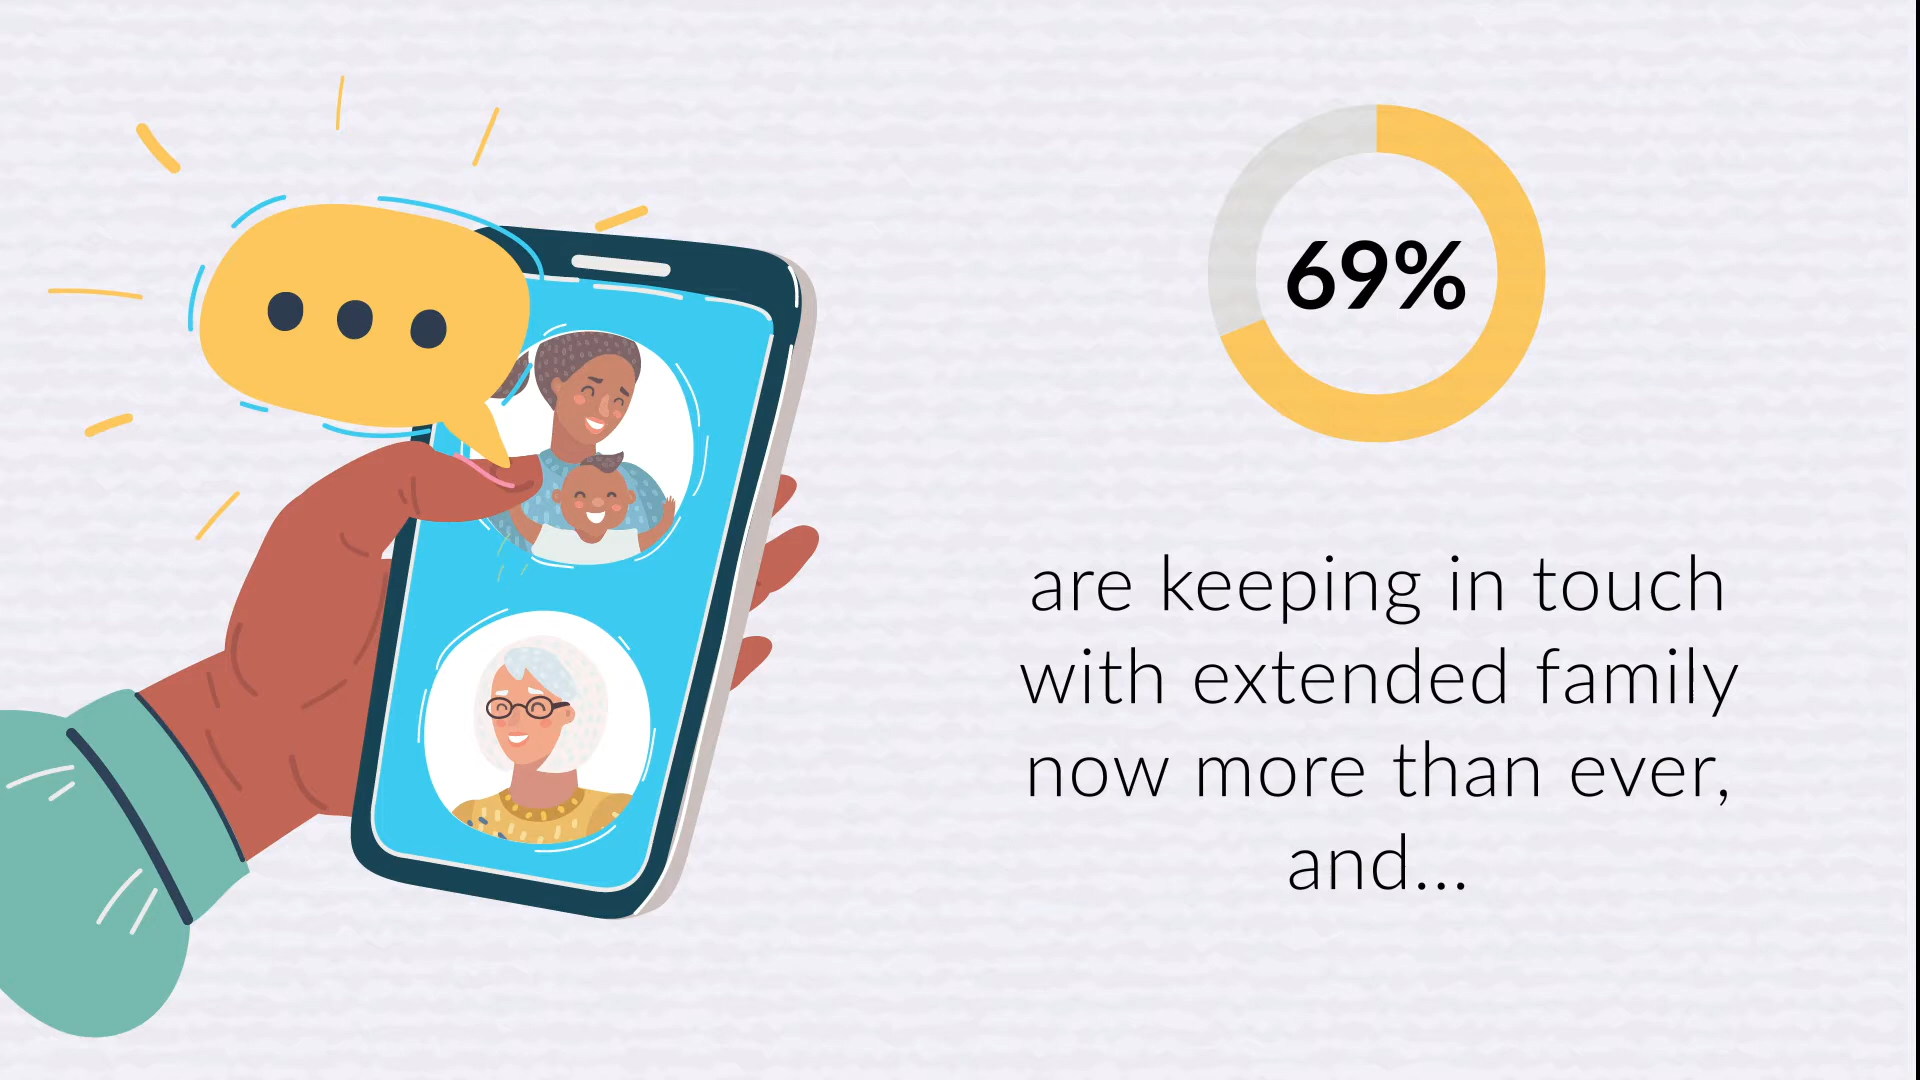 69%
are keeping in touch
with extended family
now more than ever,
and...